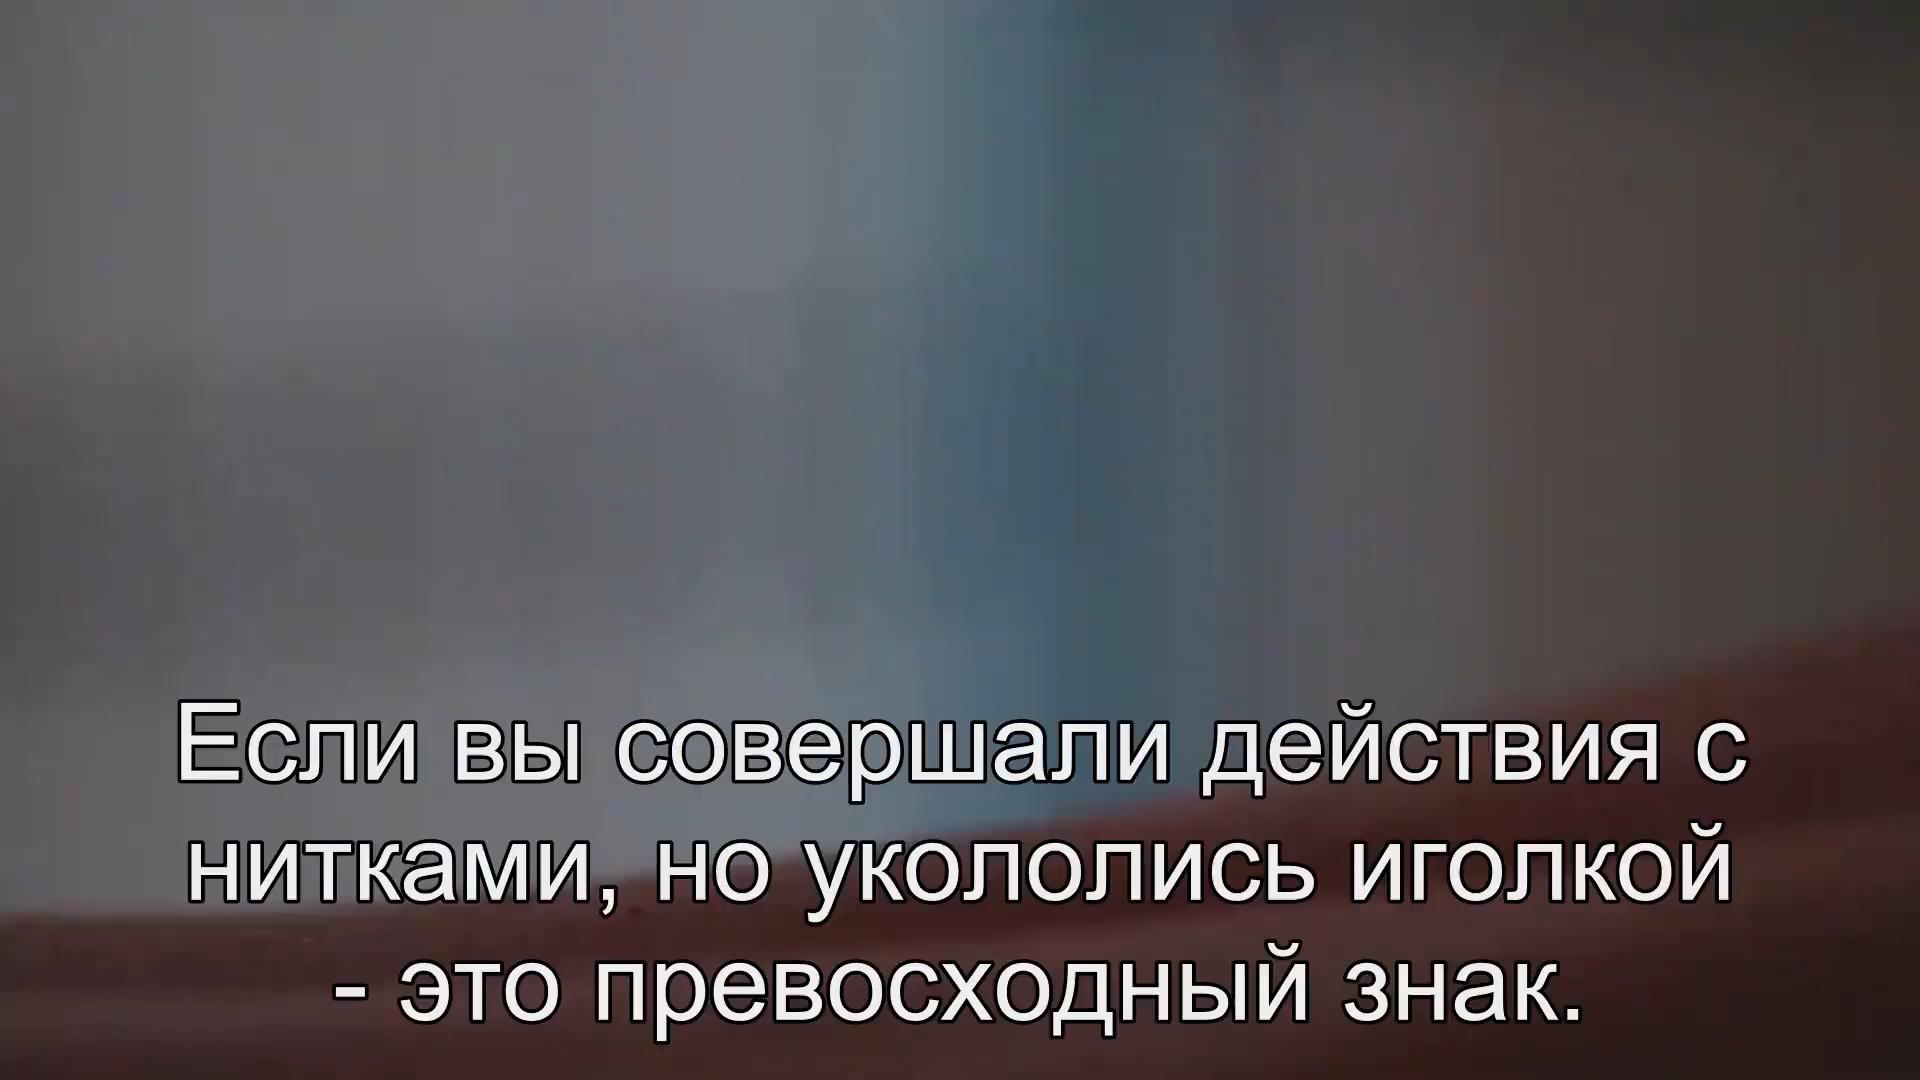 Если вы совершали действия с
нитками, но укололись иголкой
- это превосходный знак.